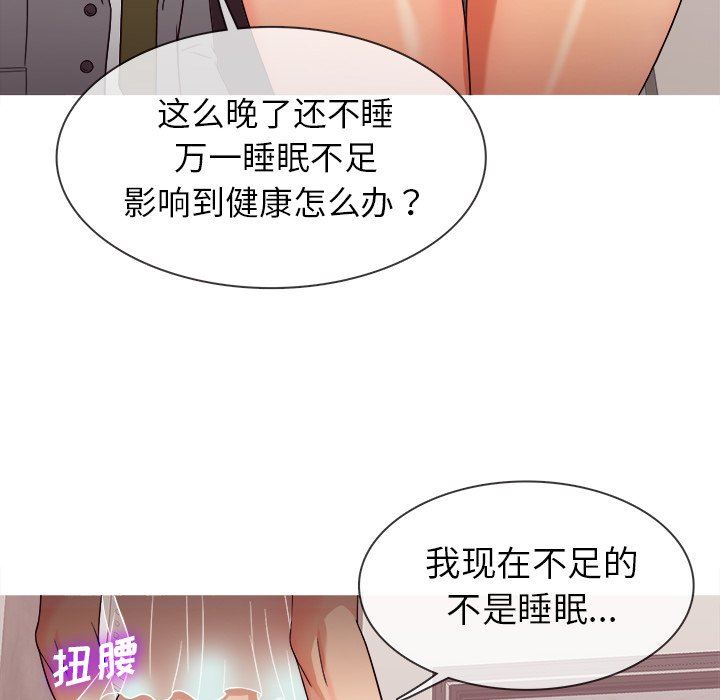 这么晚了还不睡
万一睡眠不足
影响到健康怎么办？
我现在不足的
不是睡眠...
扭腰